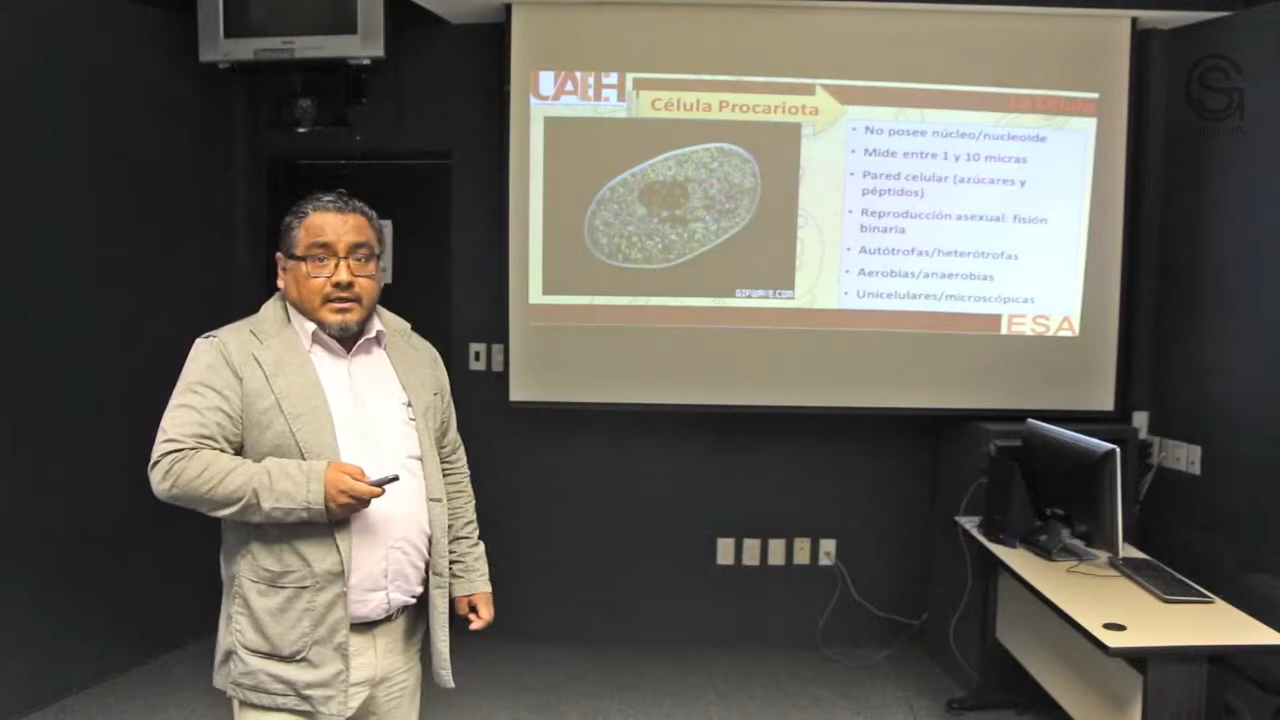 UAEH
La Célula
Célula Procariota
• No posee núcleo/nucleoide
• Mide entre 1 y 10 micras
• Pared celular (azúcares y
péptidos)
• Reproducción asexual: fisión
binaria
• Autótrofas/heterótrofas
• Aerobias/anaerobias
• Unicelulares/microscópicas
ESA